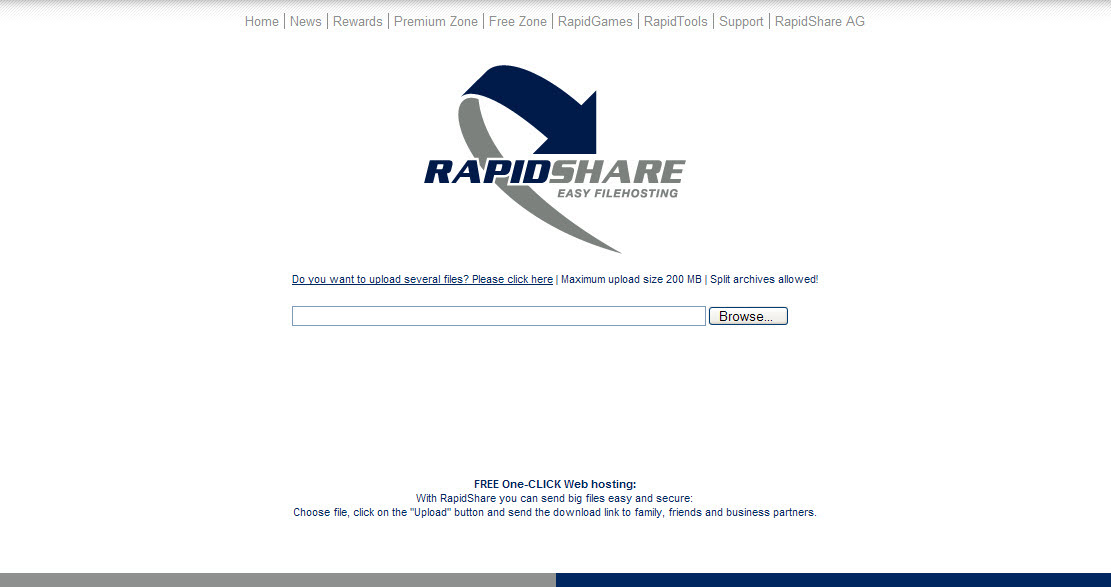 Home | News | Rewards | Premium Zone | Free Zone | RapidGames | RapidTools | Support | RapidShare AG
RAPIDSHARE
EASY FILEHOSTING
Do you want to upload several files? Please click here | Maximum upload size 200 MB | Split archives allowed!
Browse...
FREE One-CLICK Web hosting:
With RapidShare you can send big files easy and secure:
Choose file, click on the "Upload" button and send the download link to family, friends and business partners.